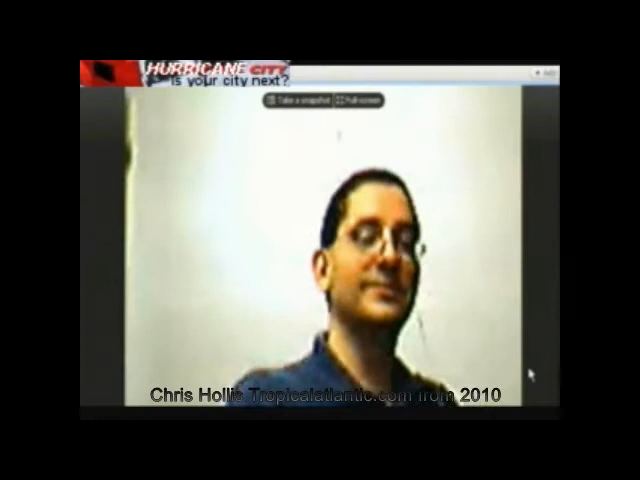 HURRICANE CITY
is your city next?
Take a snapshot Full screen
Chris Hollis Tropicalatlantic.com from 2010